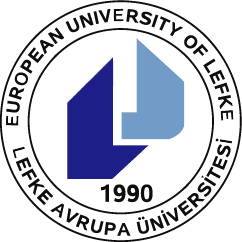 EUROPEAN UNIVERSITY OF LEFKE
1990
LEFKE AVRUPA ÜNİVERSİTESİ